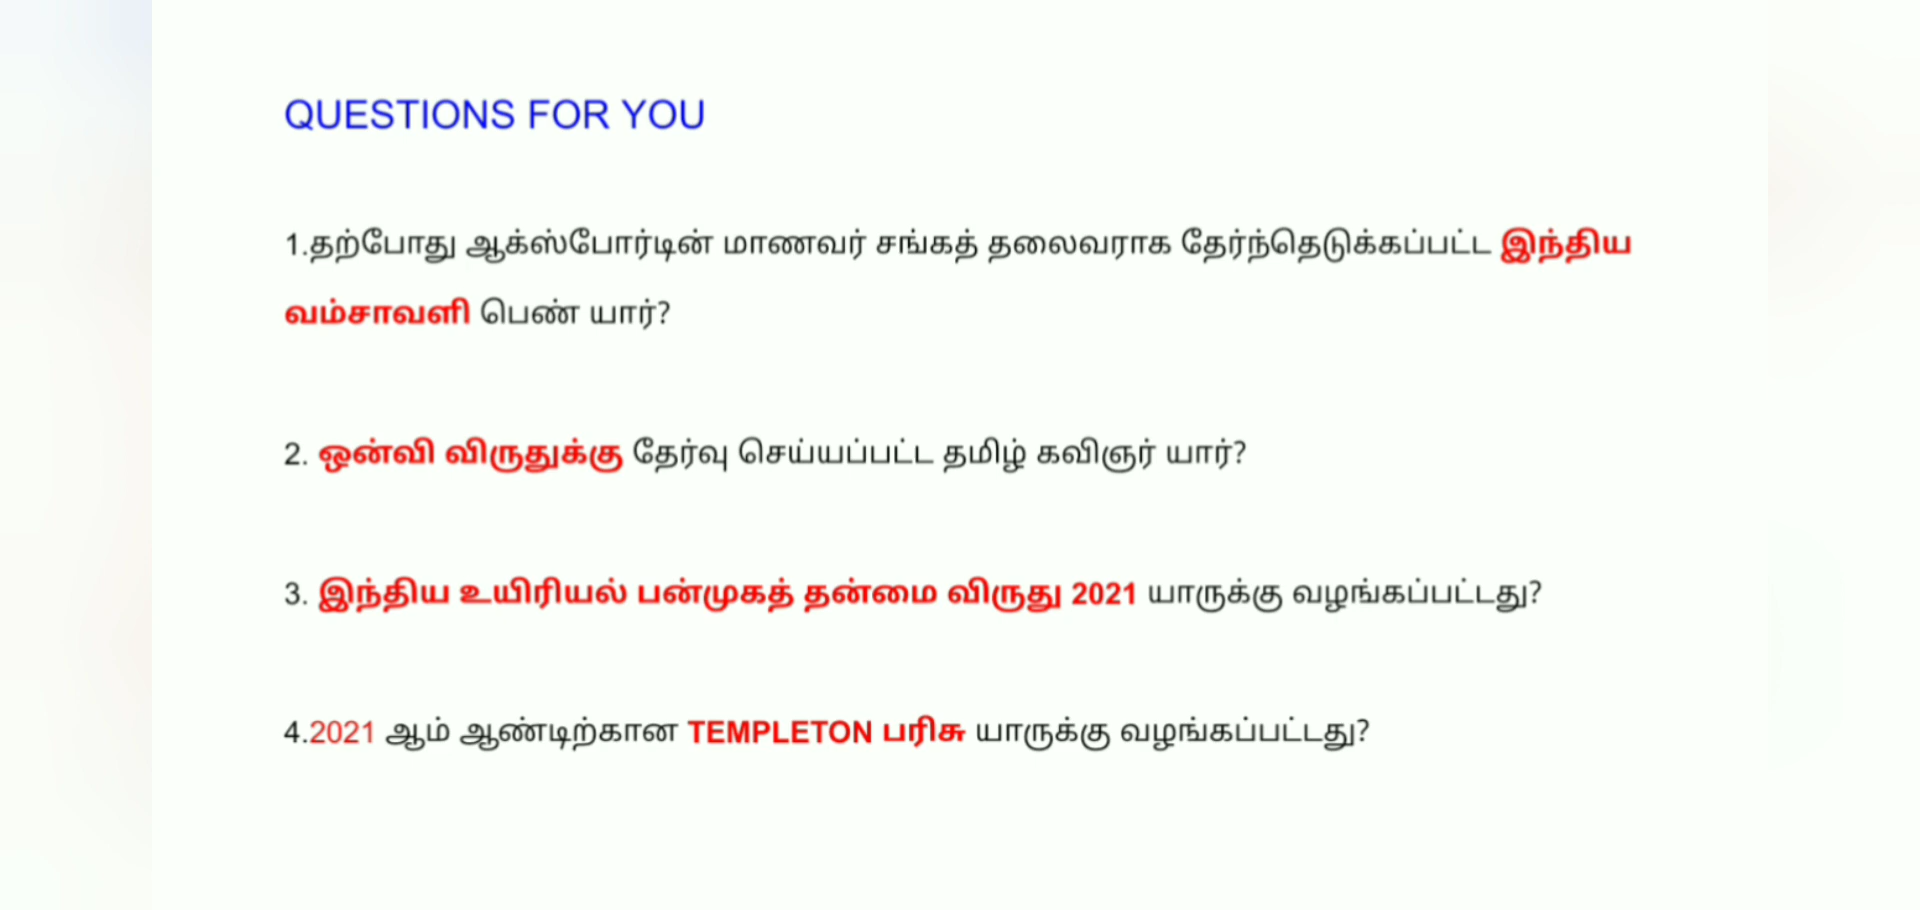 QUESTIONS FOR YOU
1.தற்போது ஆக்ஸ்போர்டின் மாணவர் சங்கத் தலைவராக தேர்ந்தெடுக்கப்பட்ட இந்திய
வம்சாவளி பெண் யார்?
2. ஒன்வி விருதுக்கு தேர்வு செய்யப்பட்ட தமிழ் கவிஞர் யார்?
3. இந்திய உயிரியல் பன்முகத் தன்மை விருது 2021 யாருக்கு வழங்கப்பட்டது?
4.2021 ஆம் ஆண்டிற்கான TEMPLETON பரிசு யாருக்கு வழங்கப்பட்டது?